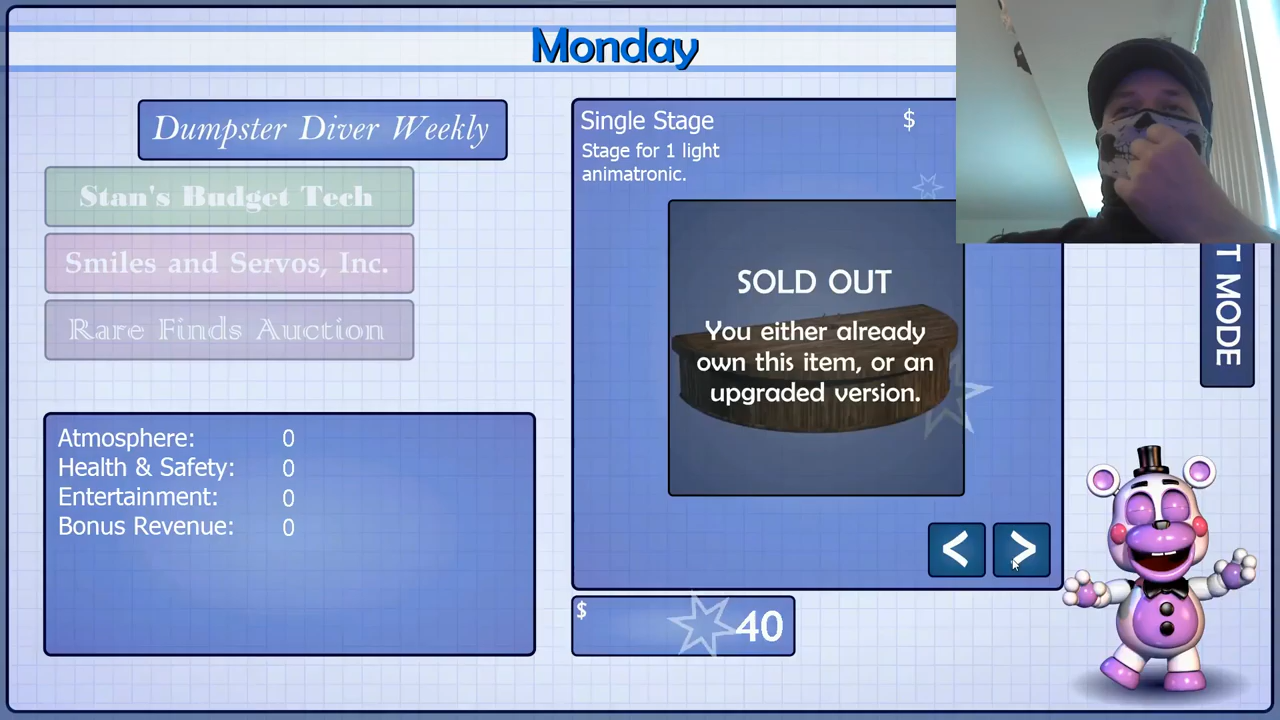 Monday
Dumpster Diver Weekly
Stan's Budget Tech
Smiles and Servos, Inc.
Rare Finds Auction
Atmosphere: 0
Health & Safety: 0
Entertainment: 0
Bonus Revenue: 0
Single Stage $
Stage for 1 light
animatronic.
SOLD OUT
You either already
own this item, or an
upgraded version.
< >
$ 40
T MODE